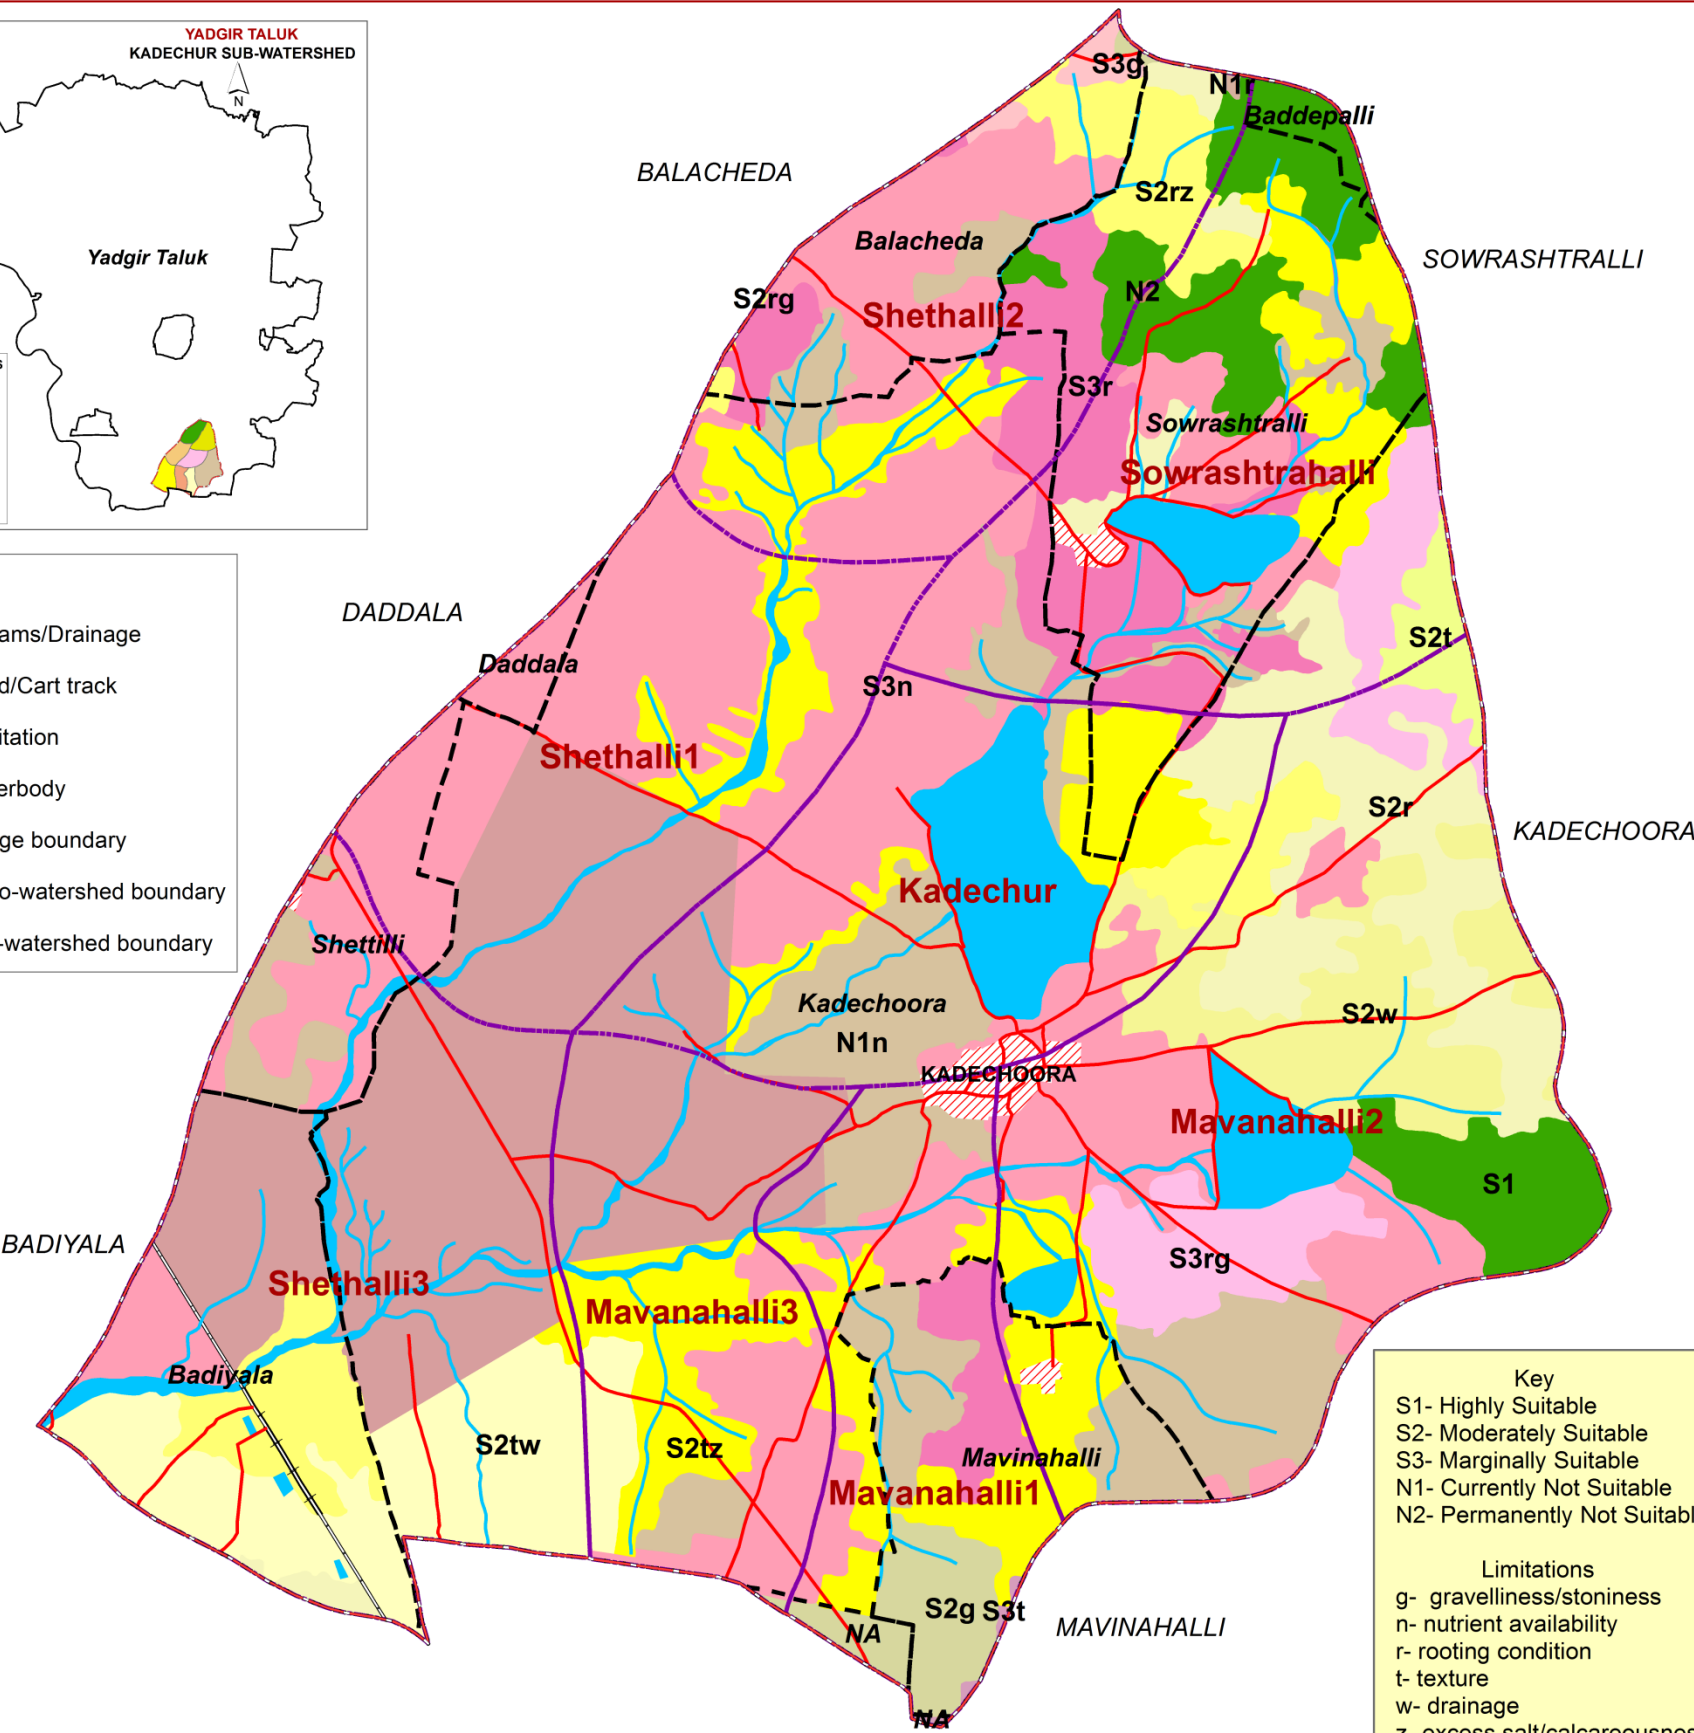 YADGIR TALUK
KADECHUR SUB-WATERSHED
N
Yadgir Taluk
s
ams/Drainage
d/Cart track
itation
erbody
ge boundary
o-watershed boundary
-watershed boundary
S3g
N1r
Baddepalli
BALACHEDA
S2rz
Balacheda
SOWRASHTRALLI
S2rg
N2
Shethalli2
S3r
Sowrashtralli
Sowrashtrahalli
DADDALA
S2t
Daddala
S3n
Shethalli1
S2r
KADECHOORA
Kadechur
Shettilli
Kadechoora
S2w
N1n
KADECHOORA
Mavanahalli2
S1
BADIYALA
S3rg
Shethalli3
Mavanahalli3
Badiyala
S2tw
S2tz
Mavinahalli
Mavanahalli1
S2g S3t
MAVINAHALLI
NA
NA
Key
S1- Highly Suitable
S2- Moderately Suitable
S3- Marginally Suitable
N1- Currently Not Suitable
N2- Permanently Not Suitabl
Limitations
g- gravelliness/stoniness
n- nutrient availability
r- rooting condition
t- texture
w- drainage
z- excess salt/calcareousnes